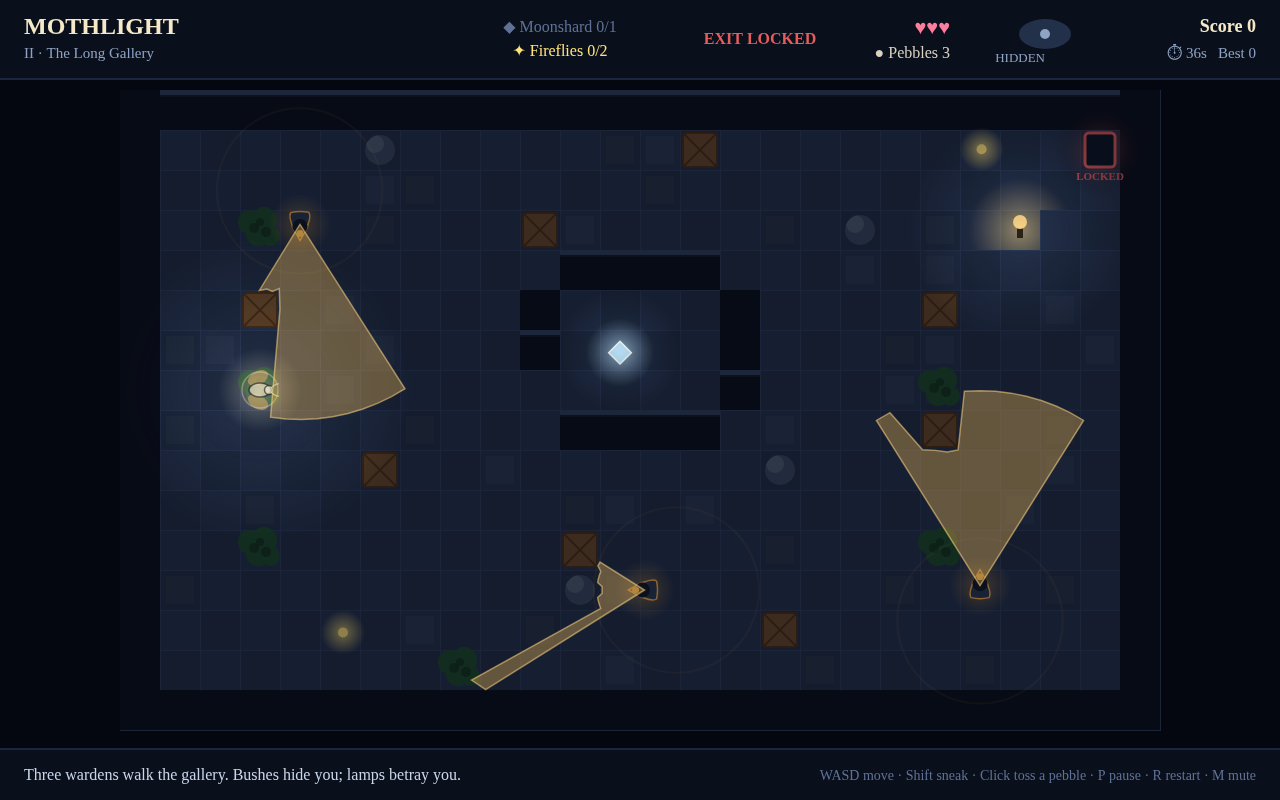 MOTHLIGHT
II · The Long Gallery
◆ Moonshard 0/1
✦ Fireflies 0/2
EXIT LOCKED
♥♥♥
● Pebbles 3
HIDDEN
Score 0
⏱ 36s Best 0
LOCKED
Three wardens walk the gallery. Bushes hide you; lamps betray you.
WASD move · Shift sneak · Click toss a pebble · P pause · R restart · M mute